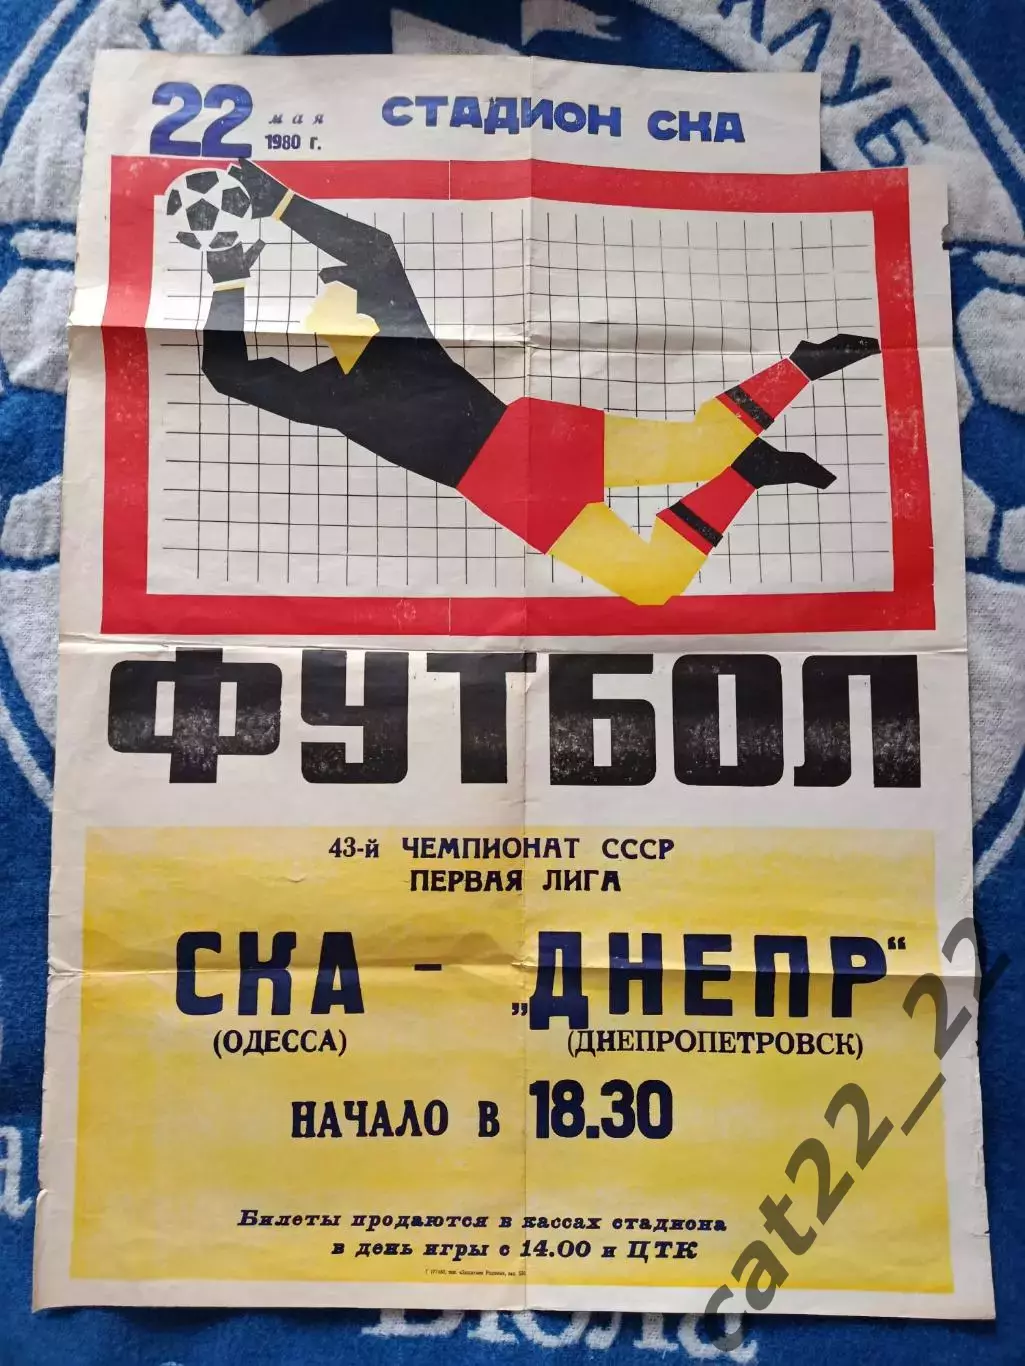 22 мая 1980 г. СТАДИОН СКА
ФУТБОЛ
43-й ЧЕМПИОНАТ СССР
ПЕРВАЯ ЛИГА
СКА - „ДНЕПР“
(ОДЕССА) (ДНЕПРОПЕТРОВСК)
НАЧАЛО В 18.30
Билеты продаются в кассах стадиона
в день игры с 14.00 и ЦТК
cat22_22